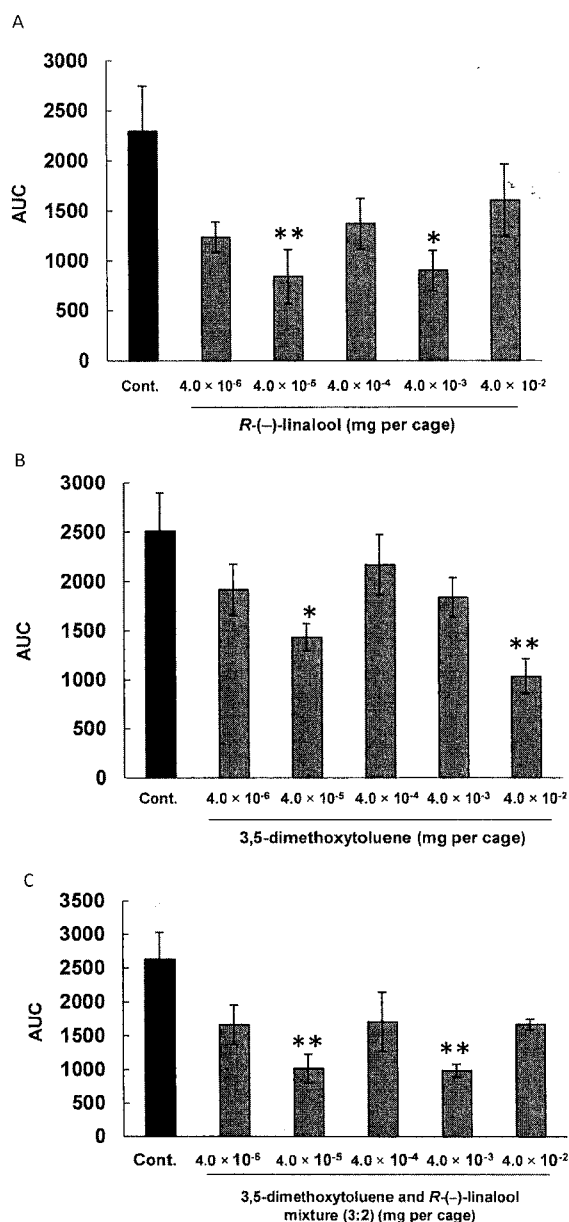 A
3000
2500
2000
1500
1000
500
0
AUC
**
*
Cont. 4.0 × 10⁻⁶ 4.0 × 10⁻⁵ 4.0 × 10⁻⁴ 4.0 × 10⁻³ 4.0 × 10⁻²
R-(–)-linalool (mg per cage)
B
3000
2500
2000
1500
1000
500
0
AUC
*
**
Cont. 4.0 × 10⁻⁶ 4.0 × 10⁻⁵ 4.0 × 10⁻⁴ 4.0 × 10⁻³ 4.0 × 10⁻²
3,5-dimethoxytoluene (mg per cage)
C
3500
3000
2500
2000
1500
1000
500
0
AUC
**
**
Cont. 4.0 × 10⁻⁶ 4.0 × 10⁻⁵ 4.0 × 10⁻⁴ 4.0 × 10⁻³ 4.0 × 10⁻²
3,5-dimethoxytoluene and R-(–)-linalool
mixture (3:2) (mg per cage)